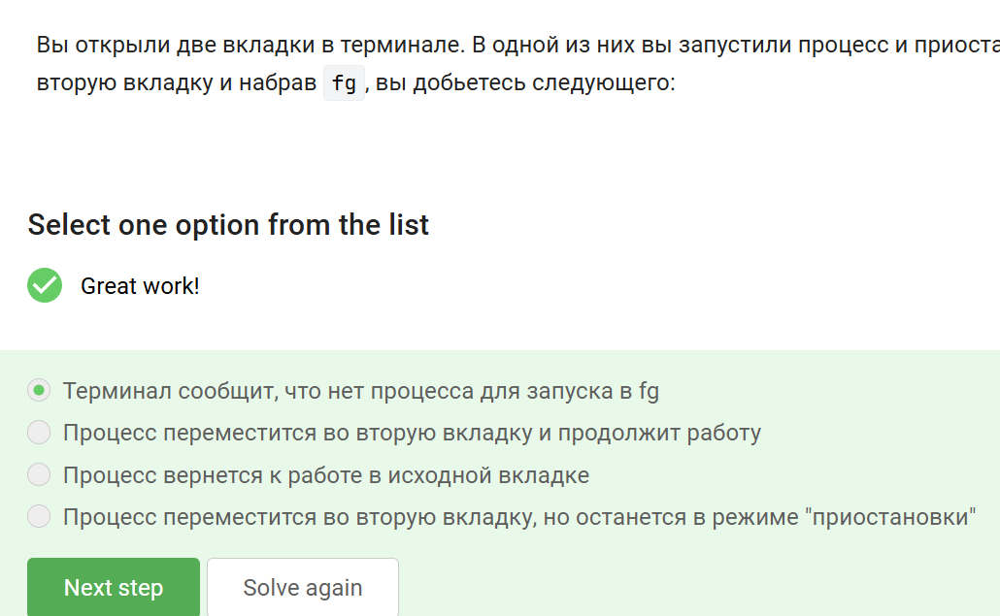 Вы открыли две вкладки в терминале. В одной из них вы запустили процесс и
вторую вкладку и набрав fg, вы добьетесь следующего:
Select one option from the list
Great work!
Терминал сообщит, что нет процесса для запуска в fg
Процесс переместится во вторую вкладку и продолжит работу
Процесс вернется к работе в исходной вкладке
Процесс переместится во вторую вкладку, но останется в режиме "приостановки"
Next step
Solve again